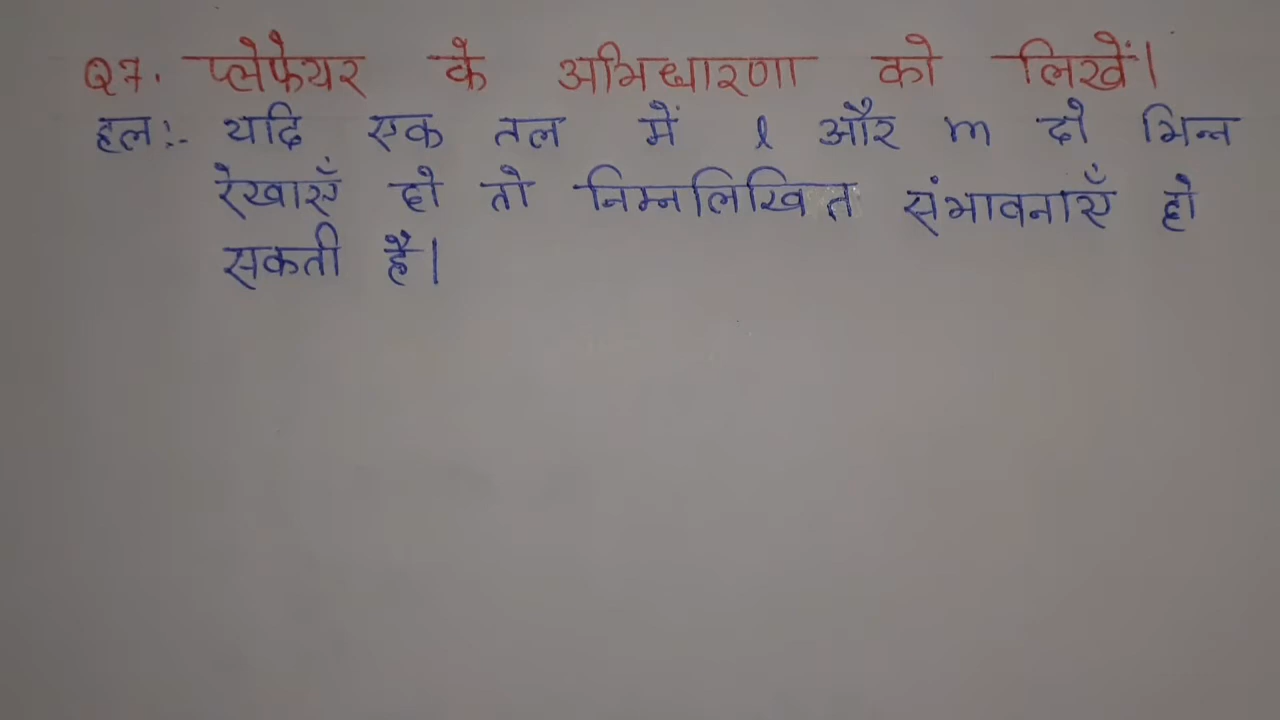 Q7. प्लेफेयर के अभिधारणा को लिखें।
हल:- यदि एक तल में l और m दो भिन्न
रेखाएँ हो तो निम्नलिखित संभावनाएँ हो
सकती है।